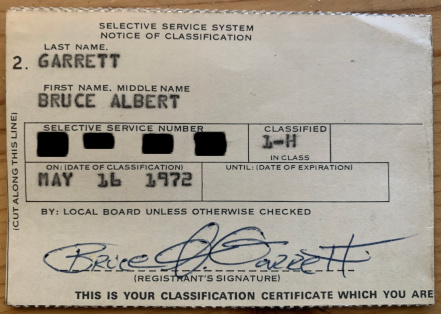 SELECTIVE SERVICE SYSTEM
NOTICE OF CLASSIFICATION
LAST NAME.
2. GARRETT
FIRST NAME. MIDDLE NAME
BRUCE ALBERT
SELECTIVE SERVICE NUMBER
CLASSIFIED
1-H
IN CLASS
ON: (DATE OF CLASSIFICATION)
UNTIL: (DATE OF EXPIRATION)
MAY 16 1972
BY: LOCAL BOARD UNLESS OTHERWISE CHECKED
Bruce A. Garrett
(REGISTRANT'S SIGNATURE)
THIS IS YOUR CLASSIFICATION CERTIFICATE WHICH YOU ARE
(CUT ALONG THIS LINE)